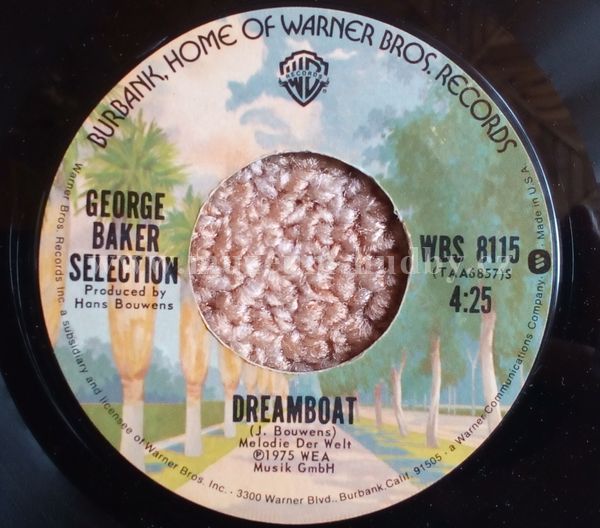 BURBANK, HOME OF WARNER BROS. RECORDS
RECORDS
GEORGE
BAKER
SELECTION
Produced by
Hans Bouwens
WBS 8115
(TAA6857)S
4:25
DREAMBOAT
(J. Bouwens)
Melodie Der Welt
℗1975 WEA
Musik GmbH
Warner Bros. Records Inc. a subsidiary and licensee of Warner Bros. Inc. · 3300 Warner Blvd., Burbank, Calif. 91505 · a Warner Communications Company. Made in U.S.A.